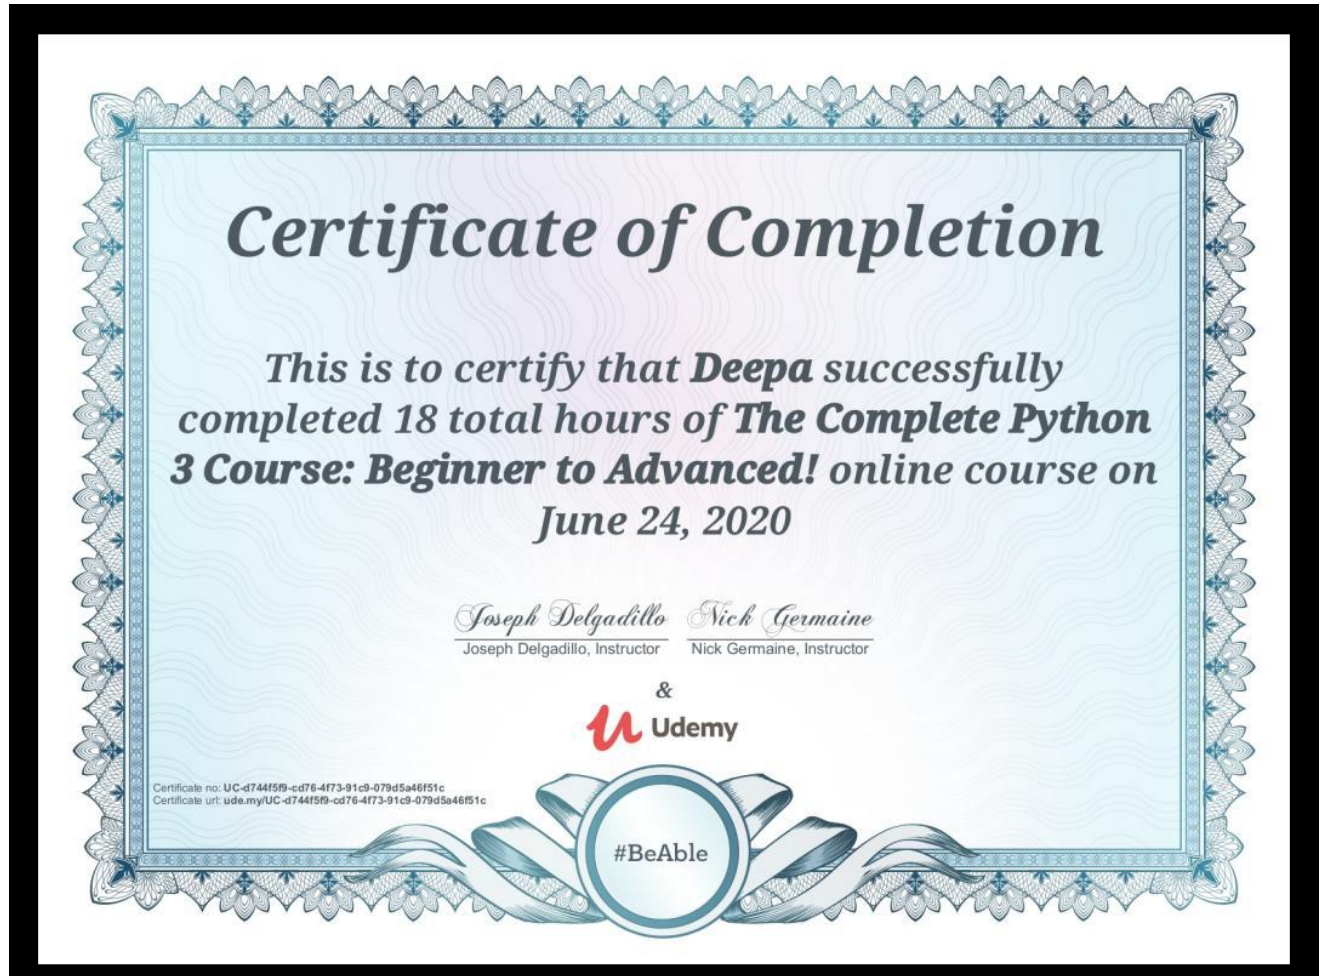 Certificate of Completion
This is to certify that Deepa successfully
completed 18 total hours of The Complete Python
3 Course: Beginner to Advanced! online course on
June 24, 2020
Joseph Delgadillo Nick Germaine
Joseph Delgadillo, Instructor Nick Germaine, Instructor
&
Udemy
Certificate no: UC-d744f5f9-cd76-4f73-91c9-079d5a46f51c
Certificate url: ude.my/UC-d744f5f9-cd76-4f73-91c9-079d5a46f51c
#BeAble